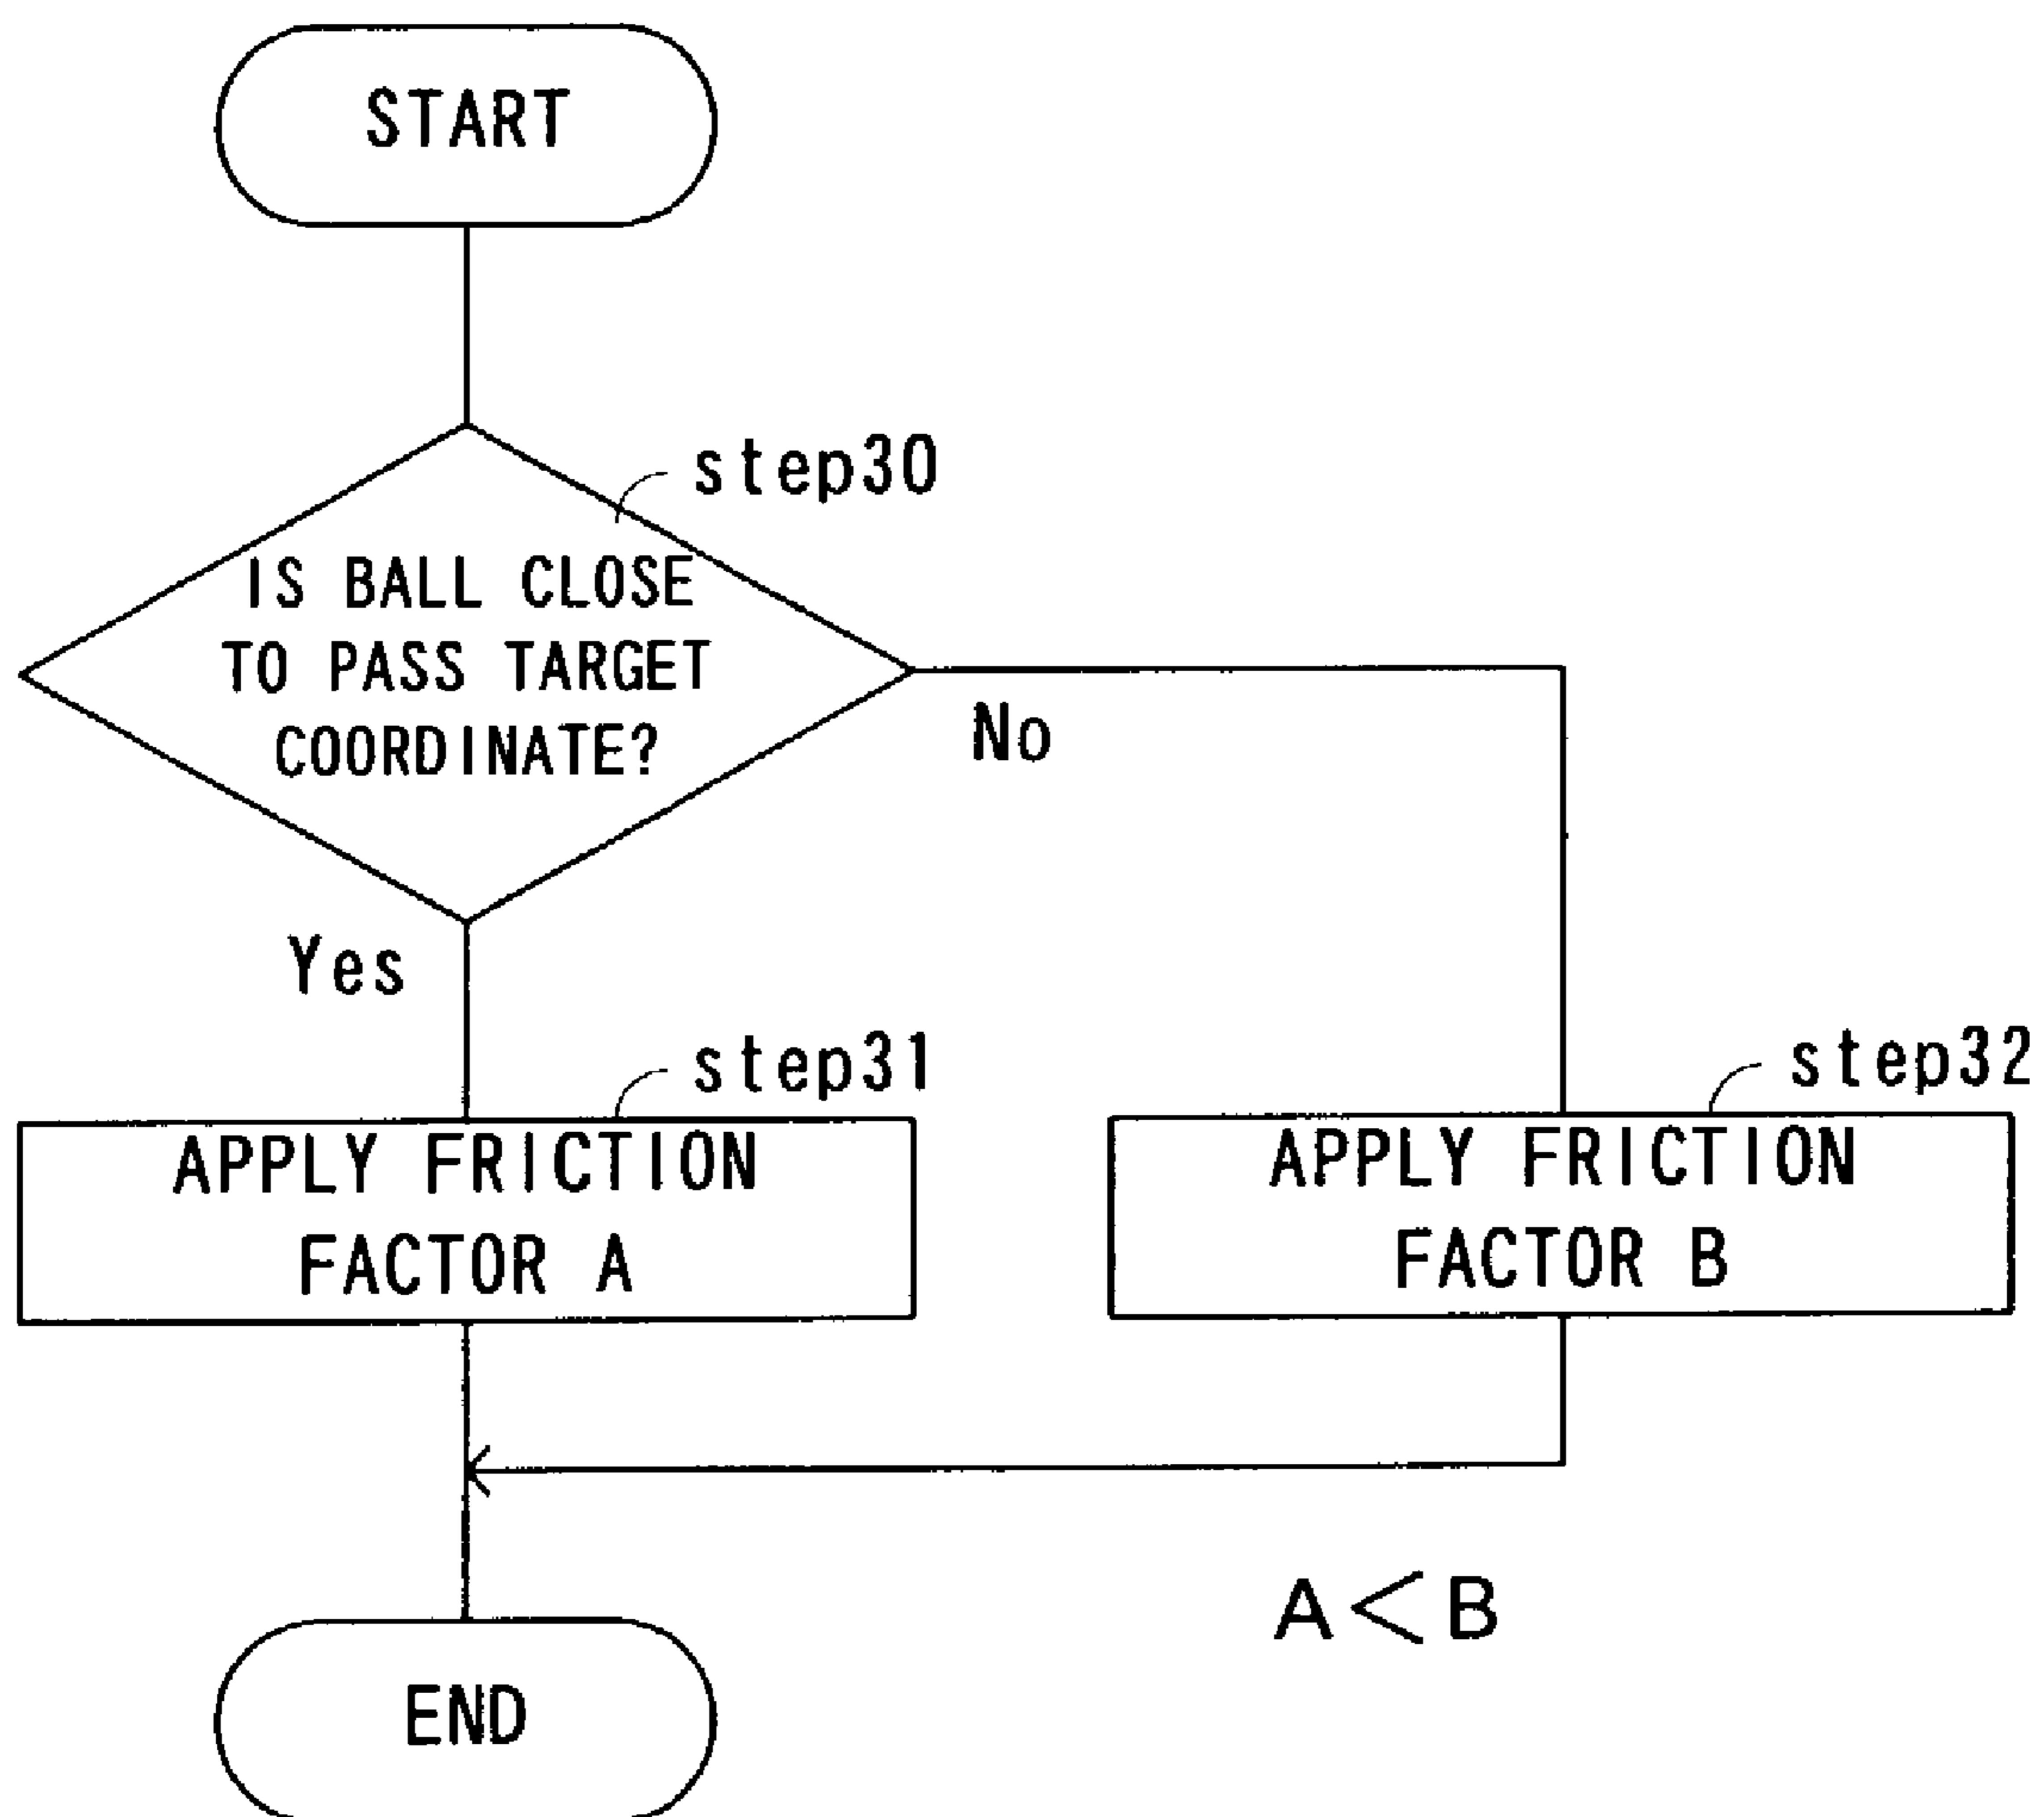 START
step30
IS BALL CLOSE
TO PASS TARGET
COORDINATE?
No
Yes
step31
APPLY FRICTION
FACTOR A
step32
APPLY FRICTION
FACTOR B
A<B
END